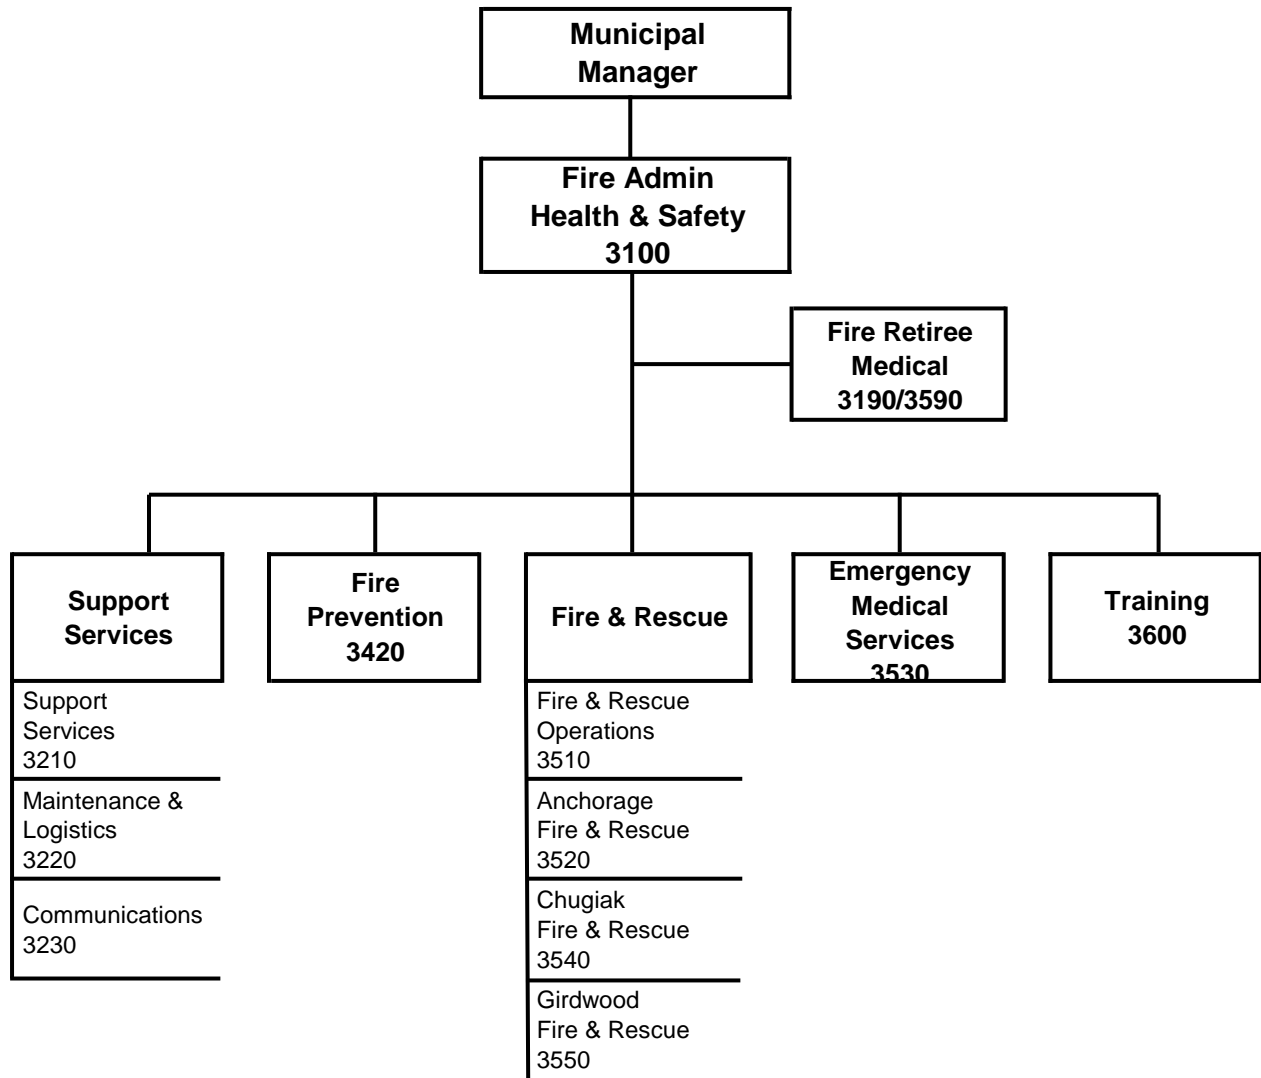 Municipal
Manager
Fire Admin
Health & Safety
3100
Fire Retiree
Medical
3190/3590
Support
Services
Fire
Prevention
3420
Fire & Rescue
Emergency
Medical
Services
3530
Training
3600
Support
Services
3210
Maintenance &
Logistics
3220
Communications
3230
Fire & Rescue
Operations
3510
Anchorage
Fire & Rescue
3520
Chugiak
Fire & Rescue
3540
Girdwood
Fire & Rescue
3550